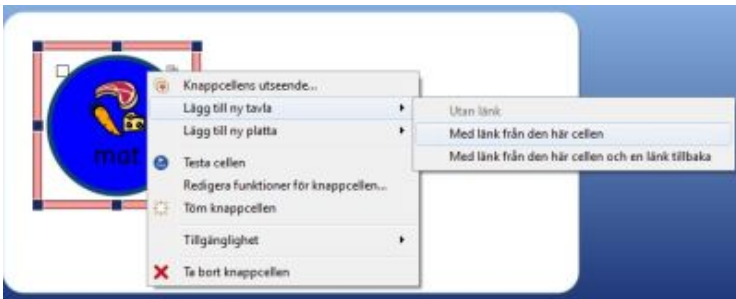 mat
Knappcellens utseende...
Lägg till ny tavla
Lägg till ny platta
Testa cellen
Redigera funktioner för knappcellen...
Töm knappcellen
Tillgänglighet
Ta bort knappcellen
Utan länk
Med länk från den här cellen
Med länk från den här cellen och en länk tillbaka